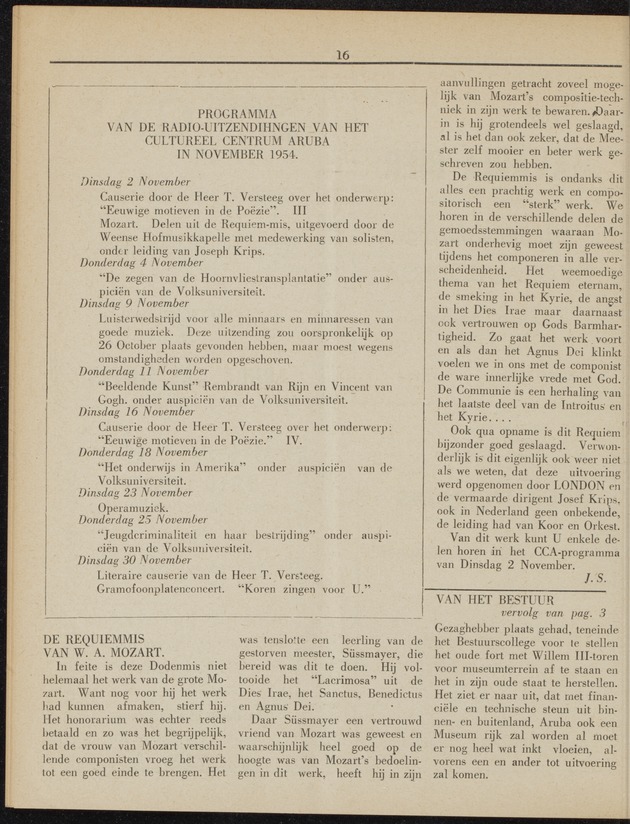 16
PROGRAMMA
VAN DE RADIO-UITZENDIHNGEN VAN HET
CULTUREEL CENTRUM ARUBA
IN NOVEMBER 1954.
Dinsdag 2 November
Causerie door de Heer T. Versteeg over het onderwerp:
“Eeuwige motieven in de Poëzie”. III
Mozart. Delen uit de Requiem-mis, uitgevoerd door de
Weense Hofmusikkapelle met medewerking van solisten,
onder leiding van Joseph Krips.
Donderdag 4 November
“De zegen van de Hoornvliestransplantatie” onder aus-
piciën van de Volksuniversiteit.
Dinsdag 9 November
Luisterwedstrijd voor alle minnaars en minnaressen van
goede muziek. Deze uitzending zou oorspronkelijk op
26 October plaats gevonden hebben, maar moest wegens
omstandigheden worden opgeschoven.
Donderdag 11 November
“Beeldende Kunst” Rembrandt van Rijn en Vincent van
Gogh. onder auspiciën van de Volksuniversiteit.
Dinsdag 16 November
Causerie door de Heer T. Versteeg over het onderwerp:
“Eeuwige motieven in de Poëzie.” IV.
Donderdag 18 November
“Het onderwijs in Amerika” onder auspiciën van de
Volksuniversiteit.
Dinsdag 23 November
Operamuziek.
Donderdag 25 November
“Jeugdcriminaliteit en haar bestrijding” onder auspi-
ciën van de Volksuniversiteit.
Dinsdag 30 November
Literaire causerie van de Heer T. Versteeg.
Gramofoonplatenconcert. “Koren zingen voor U.”
DE REQUIEMMIS
VAN W. A. MOZART.
In feite is deze Dodenmis niet
helemaal het werk van de grote Mo-
zart. Want nog voor hij het werk
had kunnen afmaken, stierf hij.
Het honorarium was echter reeds
betaald en zo was het begrijpelijk,
dat de vrouw van Mozart verschil-
lende componisten vroeg het werk
tot een goed einde te brengen. Het
was tenslotte een leerling van de
gestorven meester, Süssmayer, die
bereid was dit te doen. Hij vol-
tooide het “Lacrimosa” uit de
Dies Irae, het Sanctus, Benedictus
en Agnus Dei.
Daar Süssmayer een vertrouwd
vriend van Mozart was geweest en
waarschijnlijk heel goed op de
hoogte was van Mozart's bedoelin-
gen in dit werk, heeft hij in zijn
aanvullingen getracht zoveel moge-
lijk van Mozart's compositie-tech-
niek in zijn werk te bewaren. Daar-
in is hij grotendeels wel geslaagd,
al is het dan ook zeker, dat de Mee-
ster zelf mooier en beter werk ge-
schreven zou hebben.
De Requiemmis is ondanks dit
alles een prachtig werk en compo-
sitorisch een “sterk” werk. We
horen in de verschillende delen de
gemoedsstemmingen waaraan Mo-
zart onderhevig moet zijn geweest
tijdens het componeren in alle ver-
scheidenheid. Het weemoedige
thema van het Requiem eternam,
de smeking in het Kyrie, de angst
in het Dies Irae maar daarnaast
ook vertrouwen op Gods Barmhar-
tigheid. Zo gaat het werk voort
en als dan het Agnus Dei klinkt
voelen we in ons met de componist
de ware innerlijke vrede met God.
De Communie is een herhaling van
het laatste deel van de Introitus en
het Kyrie....
Ook qua opname is dit Requiem
bijzonder goed geslaagd. Verwon-
derlijk is dit eigenlijk ook weer niet
als we weten, dat deze uitvoering
werd opgenomen door LONDON en
de vermaarde dirigent Josef Krips,
ook in Nederland geen onbekende,
de leiding had van Koor en Orkest.
Van dit werk kunt U enkele de-
len horen in het CCA-programma
van Dinsdag 2 November.
J. S.
VAN HET BESTUUR
vervolg van pag. 3
Gezaghebber plaats gehad, teneinde
het Bestuurscollege voor te stellen
het oude fort met Willem III-toren
voor museumterrein af te staan en
het in zijn oude staat te herstellen.
Het ziet er naar uit, dat met finan-
ciële en technische steun uit bin-
nen- en buitenland, Aruba ook een
Museum rijk zal worden al moet
er nog heel wat inkt vloeien, al-
vorens een en ander tot uitvoering
zal komen.